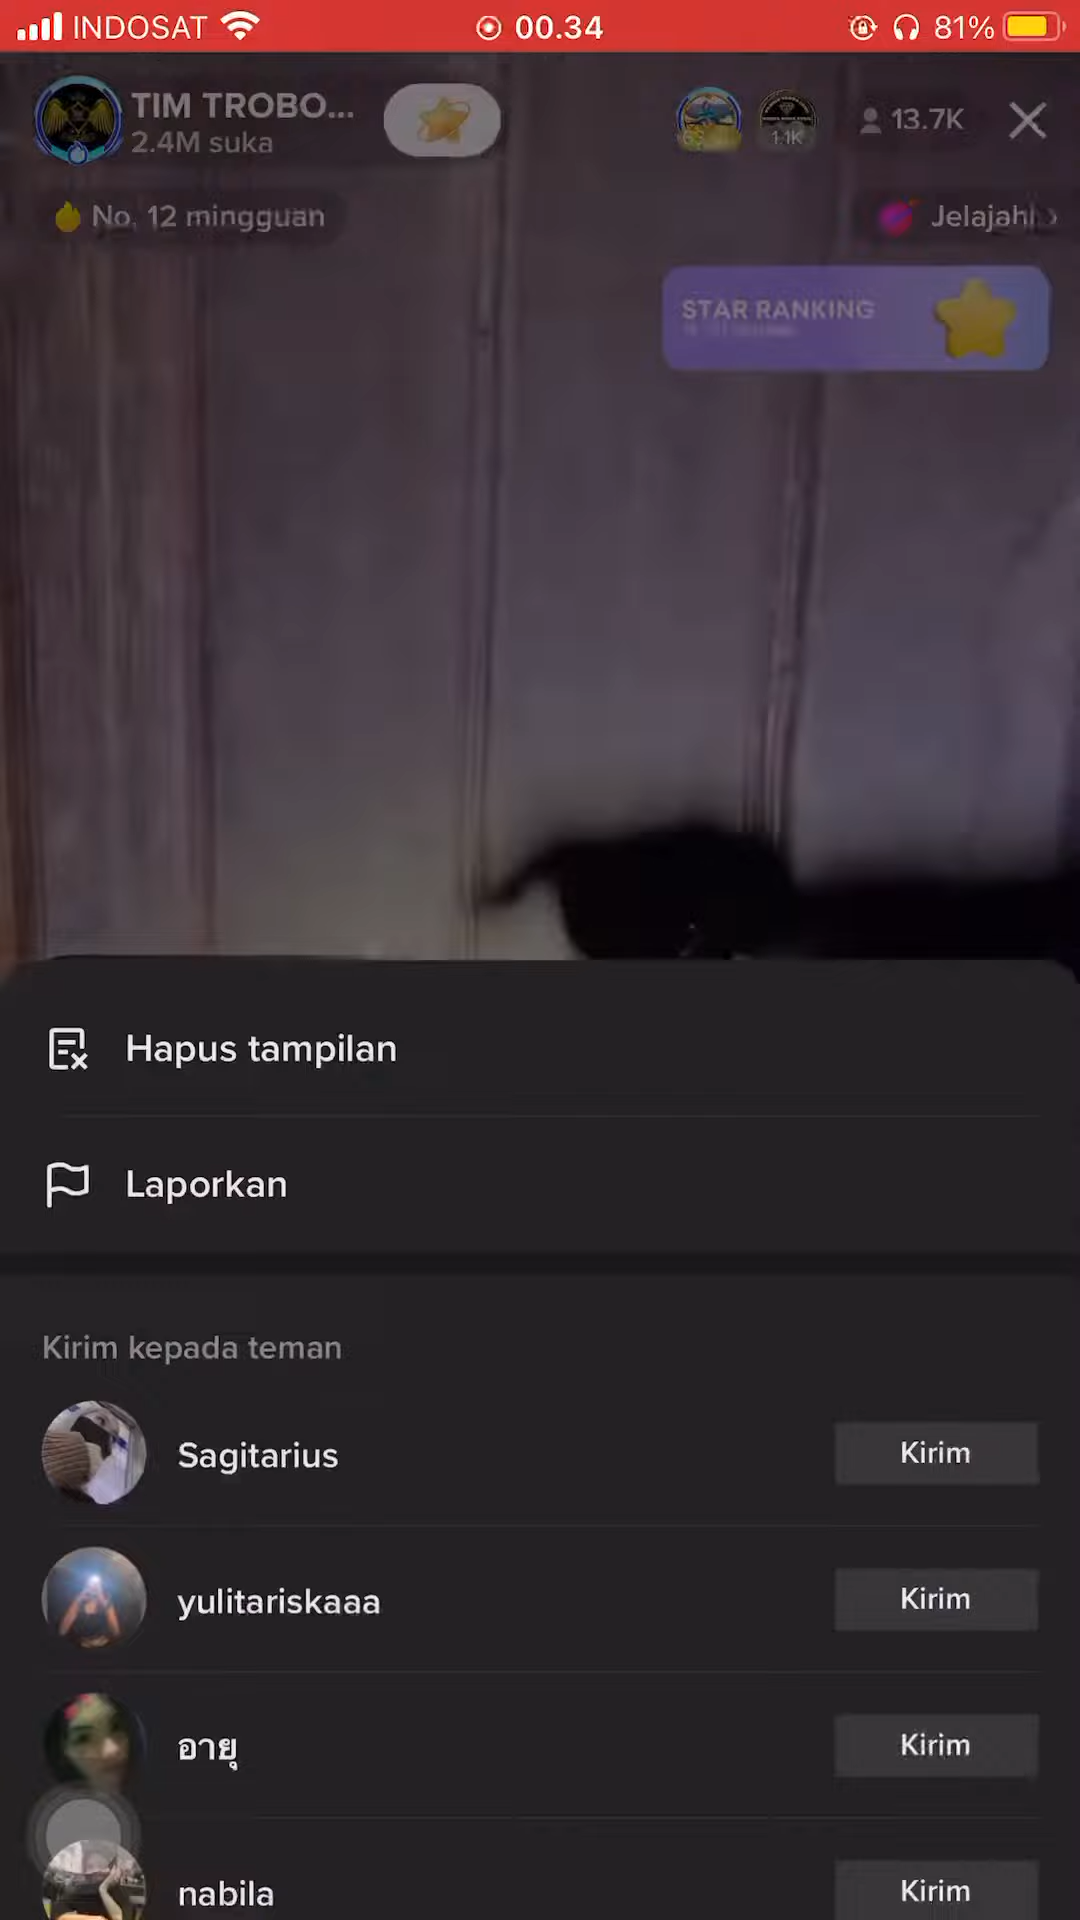 INDOSAT 00.34 81%
TIM TROBO...
2.4M suka
1.1K
13.7K
No. 12 mingguan
Jelajahi
STAR RANKING
Hapus tampilan
Laporkan
Kirim kepada teman
Sagitarius Kirim
yulitariskaaa Kirim
อายุ Kirim
nabila Kirim